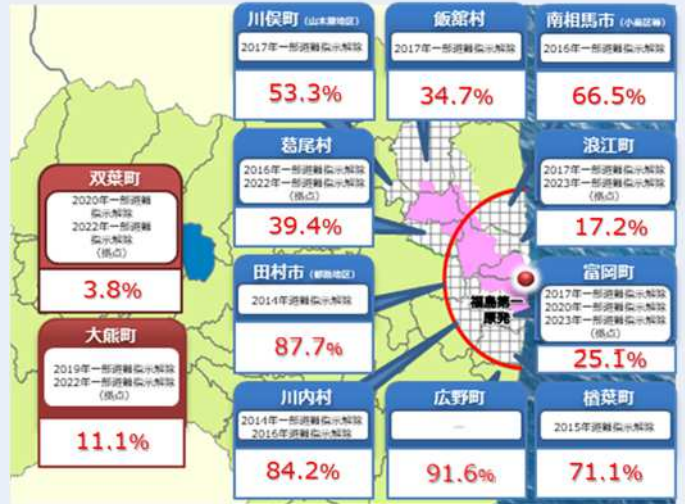 川俣町（山木屋地区）
2017年一部避難指示解除
53.3%
飯舘村
2017年一部避難指示解除
34.7%
南相馬市（小高区等）
2016年一部避難指示解除
66.5%
葛尾村
2016年一部避難指示解除
2022年一部避難指示解除
（拠点）
39.4%
浪江町
2017年一部避難指示解除
2023年一部避難指示解除
（拠点）
17.2%
双葉町
2020年一部避難
指示解除
2022年一部避難
指示解除
（拠点）
3.8%
田村市（都路地区）
2014年避難指示解除
87.7%
福島第一
原発
富岡町
2017年一部避難指示解除
2020年一部避難指示解除
2023年一部避難指示解除
（拠点）
25.1%
大熊町
2019年一部避難指示解除
2022年一部避難指示解除
（拠点）
11.1%
川内村
2014年一部避難指示解除
2016年避難指示解除
84.2%
広野町
―
91.6%
楢葉町
2015年避難指示解除
71.1%